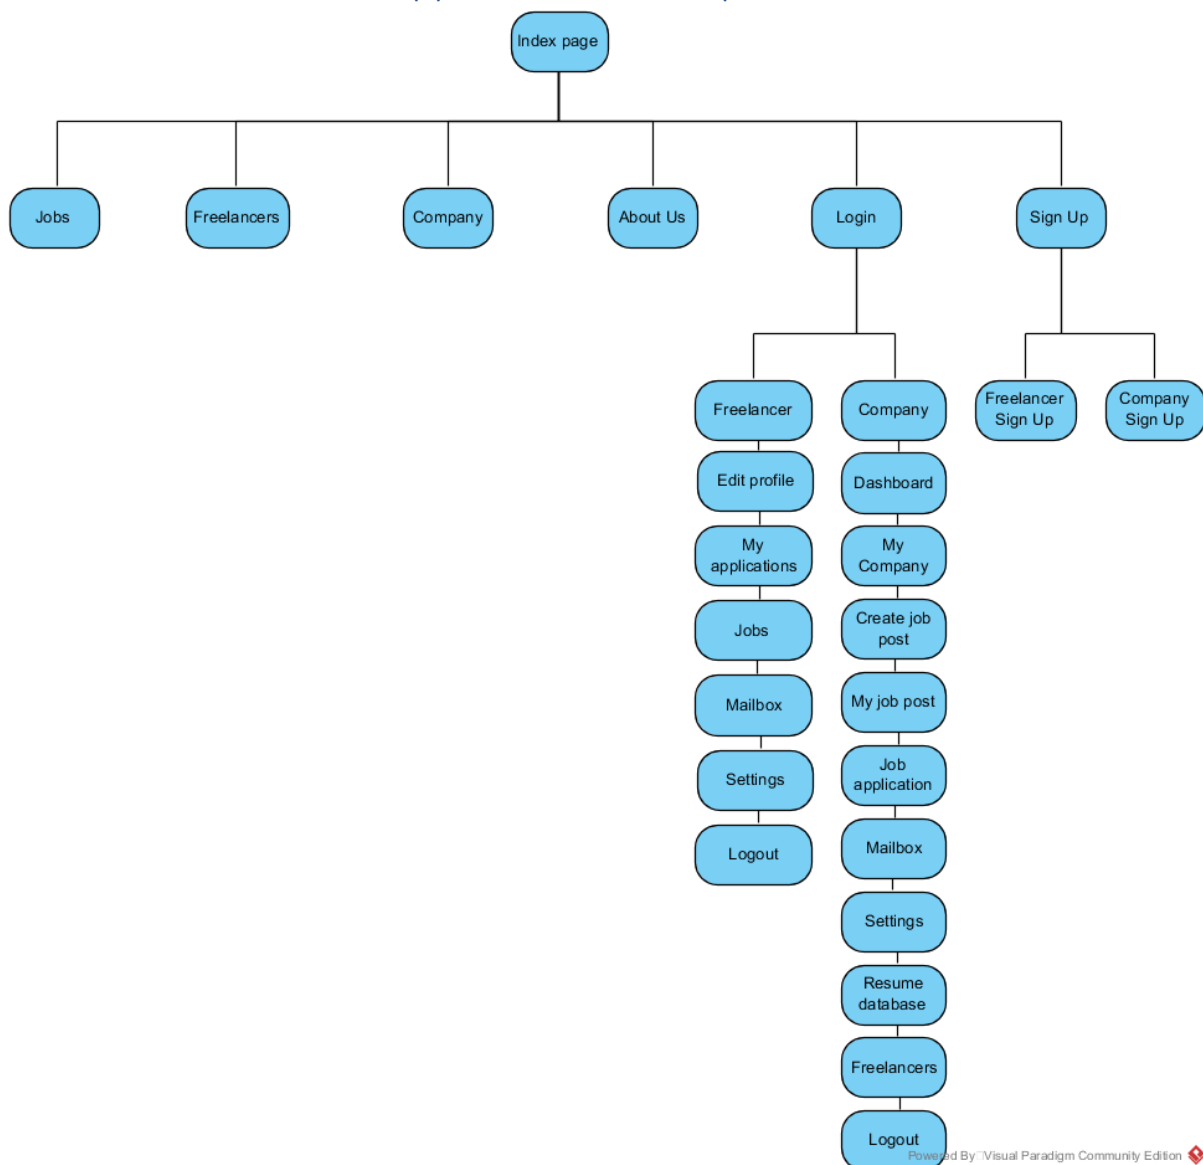 Index page
Jobs
Freelancers
Company
About Us
Login
Sign Up
Freelancer
Company
Freelancer
Sign Up
Company
Sign Up
Edit profile
Dashboard
My
applications
My
Company
Jobs
Create job
post
Mailbox
My job post
Settings
Job
application
Logout
Mailbox
Settings
Resume
database
Freelancers
Logout
Powered By Visual Paradigm Community Edition